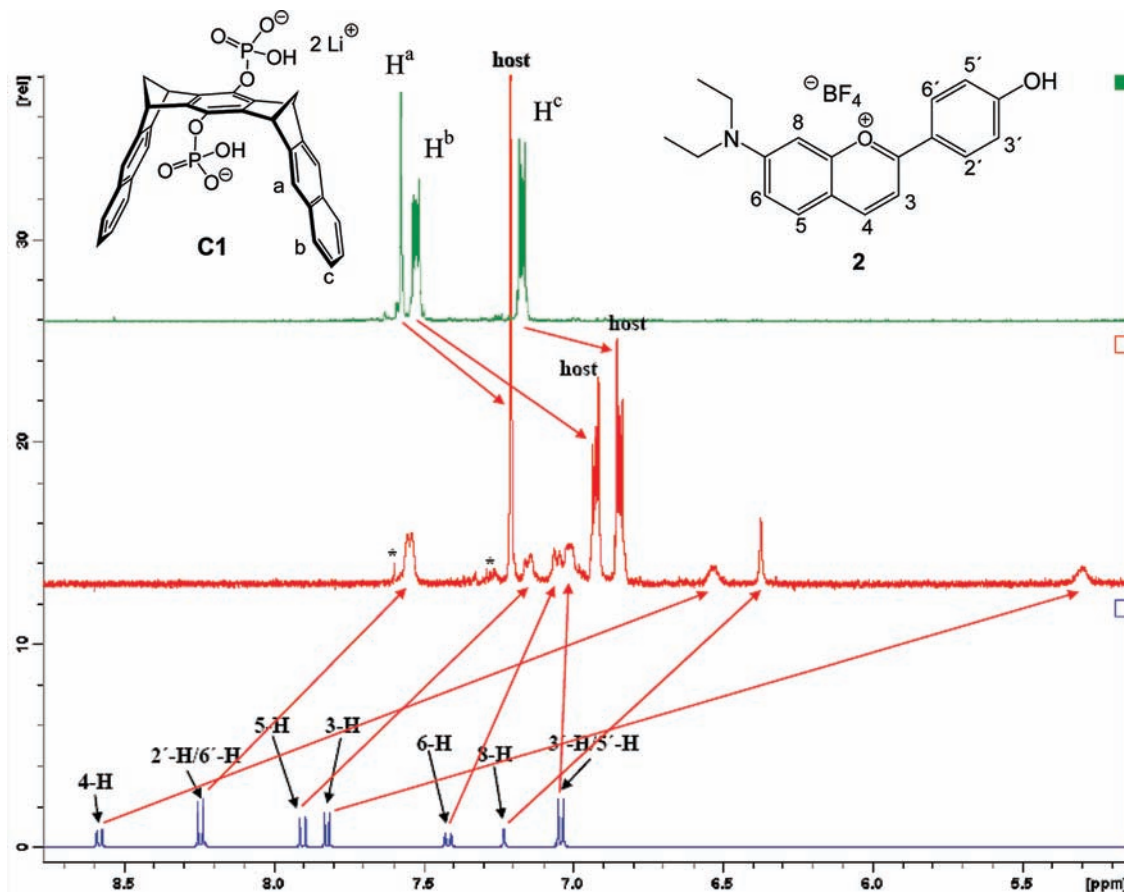 O⊖
O P OH 2 Li⊕
O
O
O P OH
O⊖
a
b
c
C1
Hᵃ
Hᵇ
host
Hᶜ
⊖BF₄
N
8
O⊕
6
5
4
3
6´
5´
OH
3´
2´
2
[rel]
30
20
10
0
host
host
*
*
4-H
2´-H/6´-H
5-H
3-H
6-H
8-H
3´-H/5´-H
8.5 8.0 7.5 7.0 6.5 6.0 5.5 [ppm]